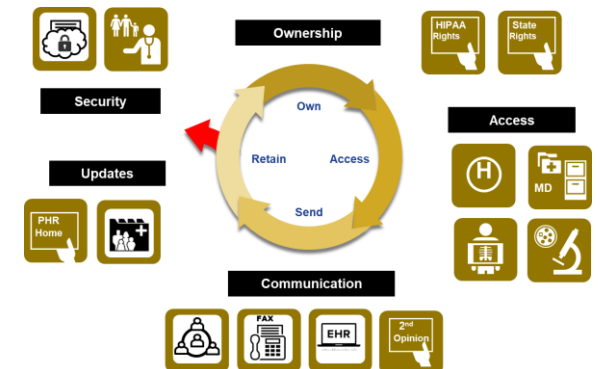 Ownership
HIPAA
Rights
State
Rights
Security
Own
Access
Retain
Access
H
Updates
MD
PHR
Home
Send
Communication
FAX
EHR
2nd
Opinion